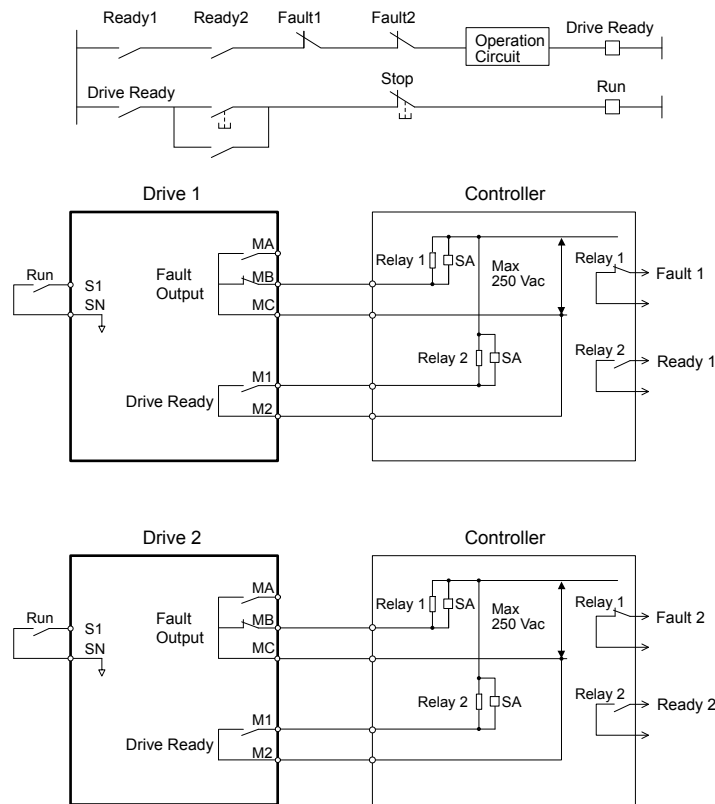 Ready1 Ready2 Fault1 Fault2 Operation Circuit Drive Ready
Drive Ready Stop Run
Drive 1 Controller
MA
Run S1 Fault Output MB Relay 1 SA Max 250 Vac Relay 1 Fault 1
SN MC
Relay 2 Ready 1
M1 Relay 2 SA
Drive Ready
M2
Drive 2 Controller
MA
Run S1 Fault Output MB Relay 1 SA Max 250 Vac Relay 1 Fault 2
SN MC
Relay 2 Ready 2
M1 Relay 2 SA
Drive Ready
M2